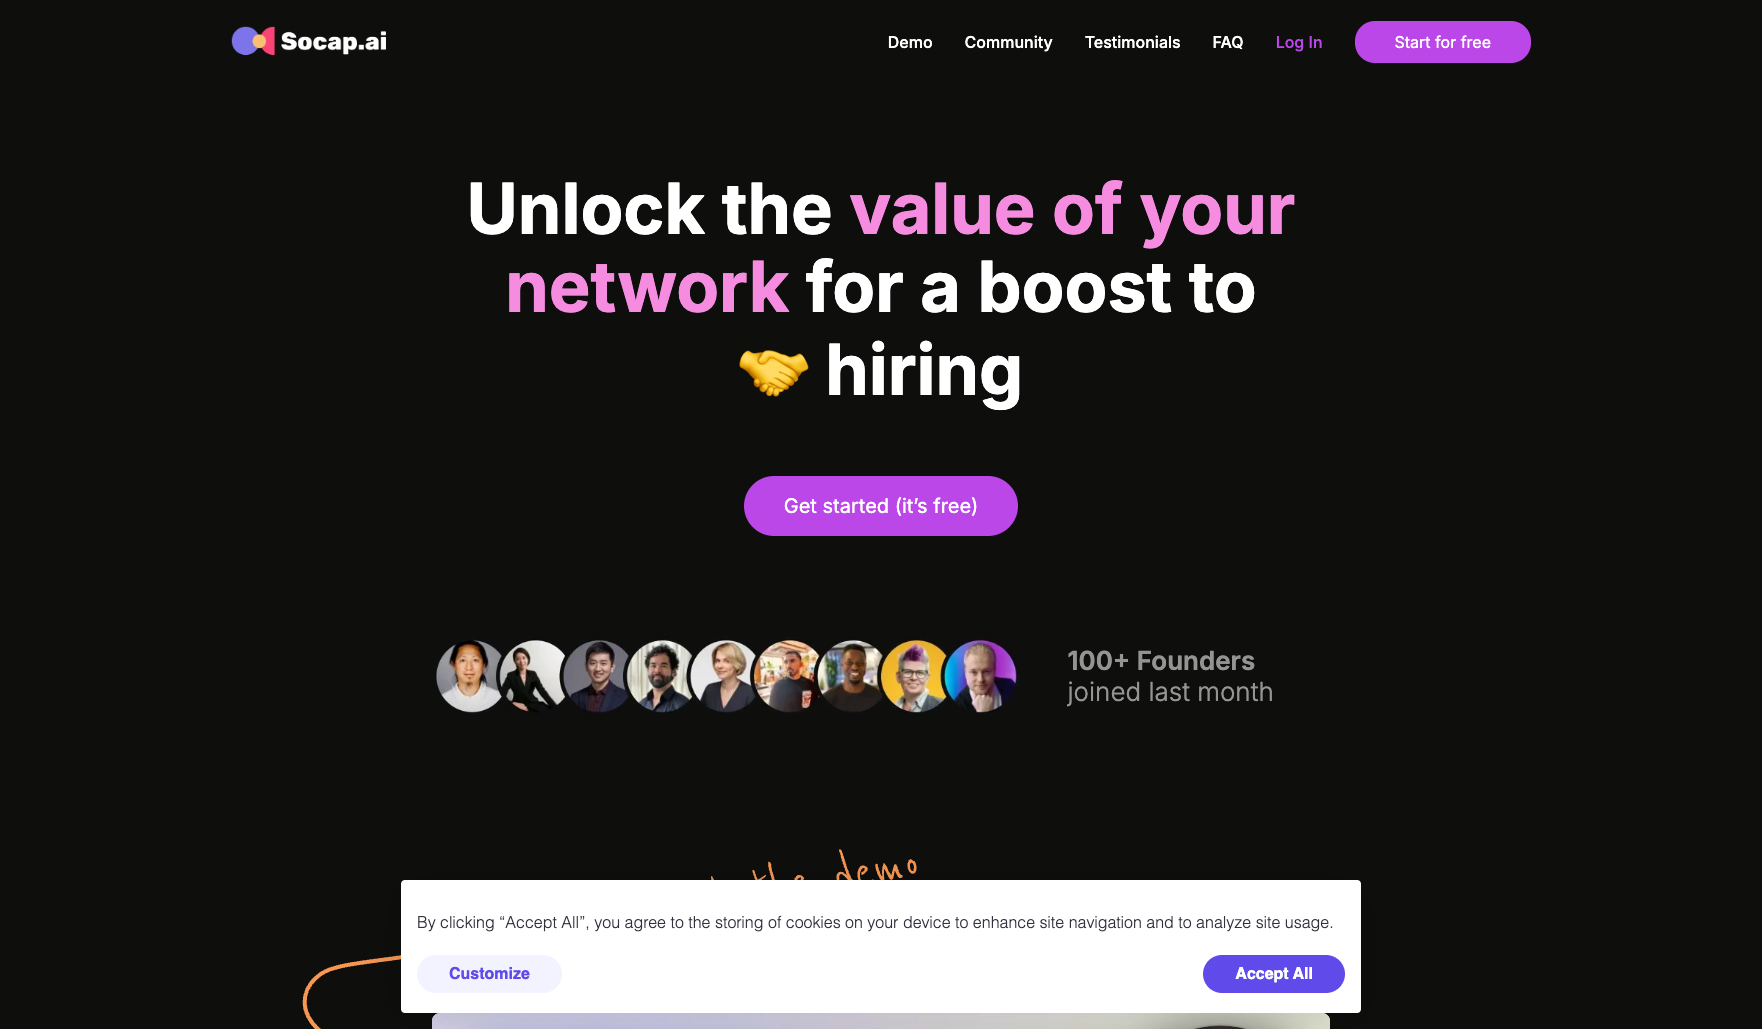 Socap.ai
Demo
Community
Testimonials
FAQ
Log In
Start for free
Unlock the value of your
network for a boost to
🤝 hiring
Get started (it’s free)
100+ Founders
joined last month
the demo
By clicking “Accept All”, you agree to the storing of cookies on your device to enhance site navigation and to analyze site usage.
Customize
Accept All